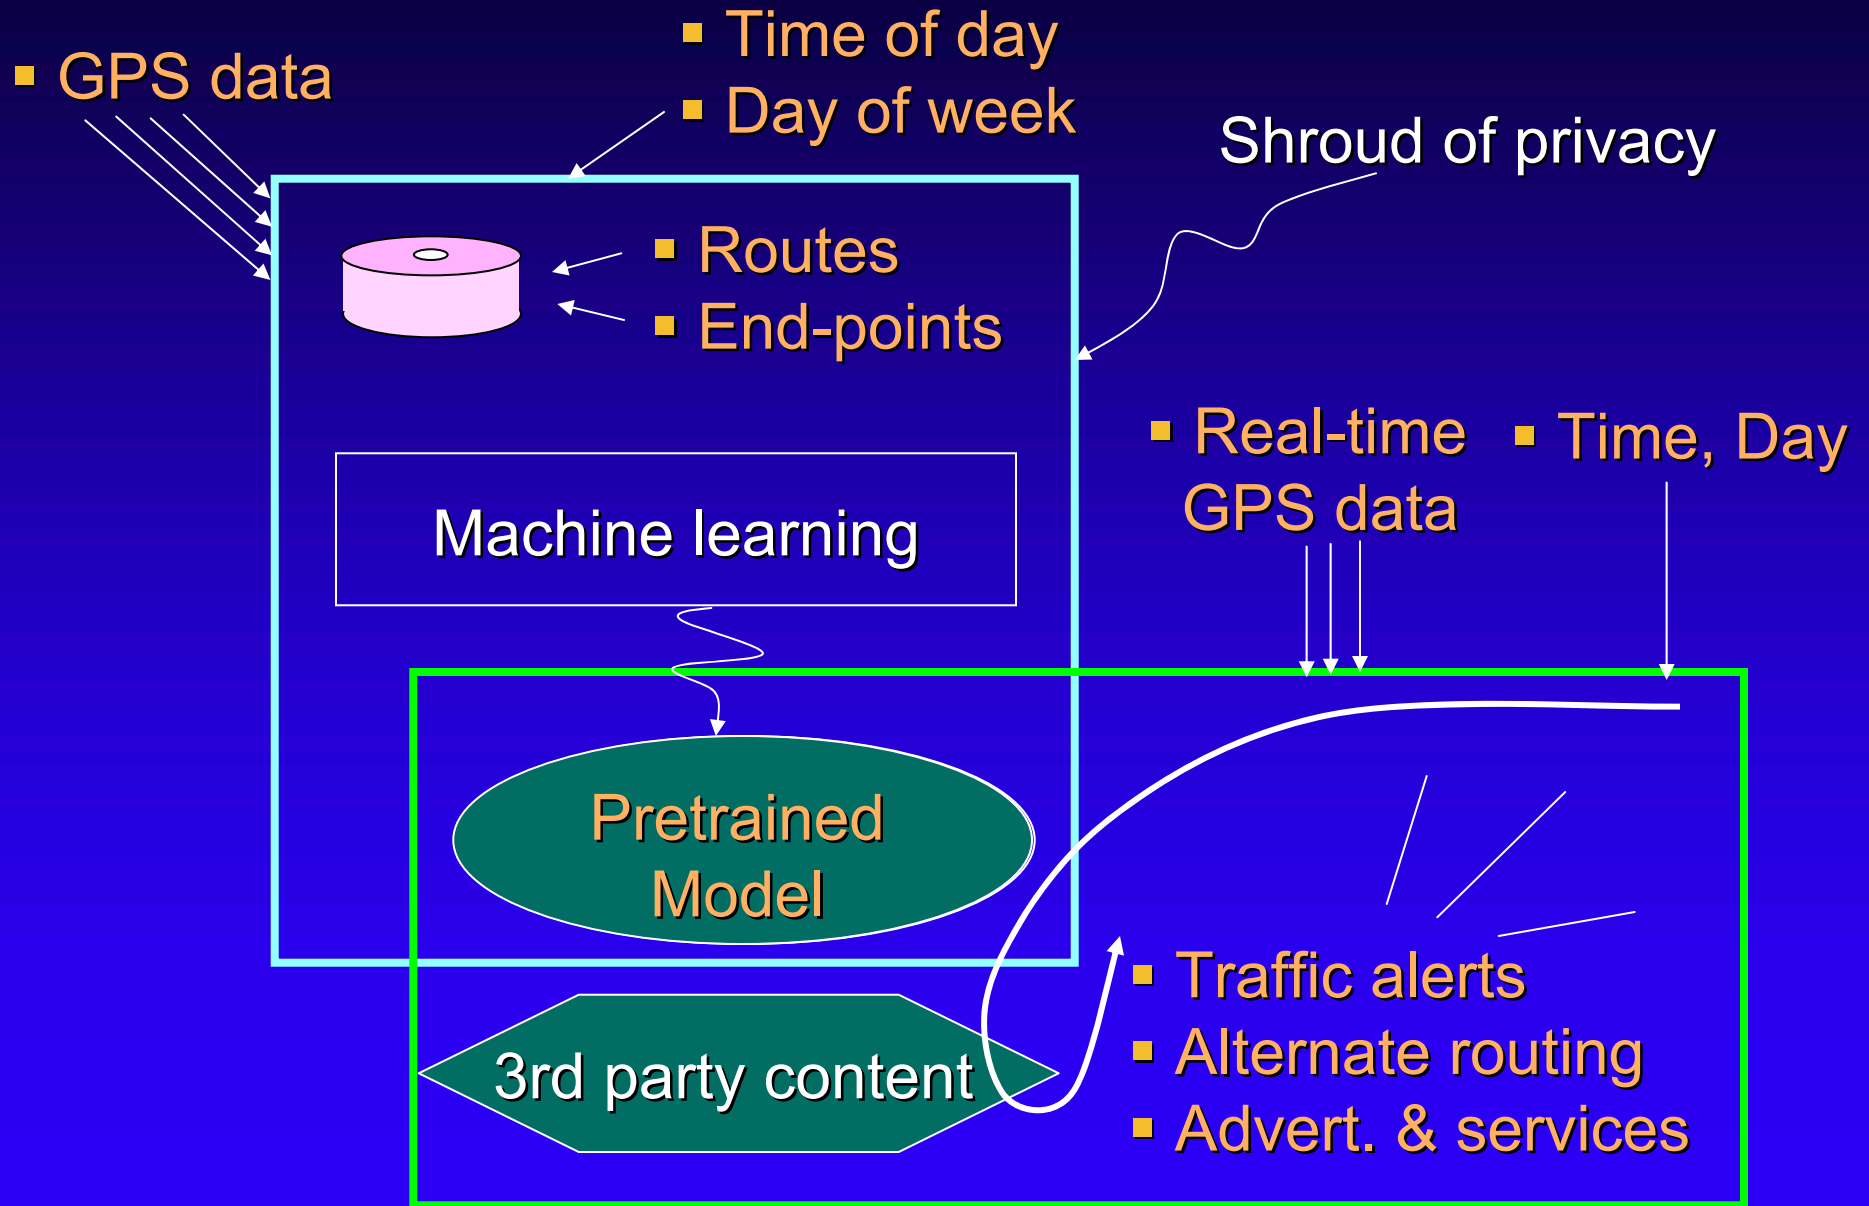 GPS data
Time of day
Day of week
Shroud of privacy
Routes
End-points
Real-time
GPS data
Time, Day
Machine learning
Pretrained
Model
3rd party content
Traffic alerts
Alternate routing
Advert. & services